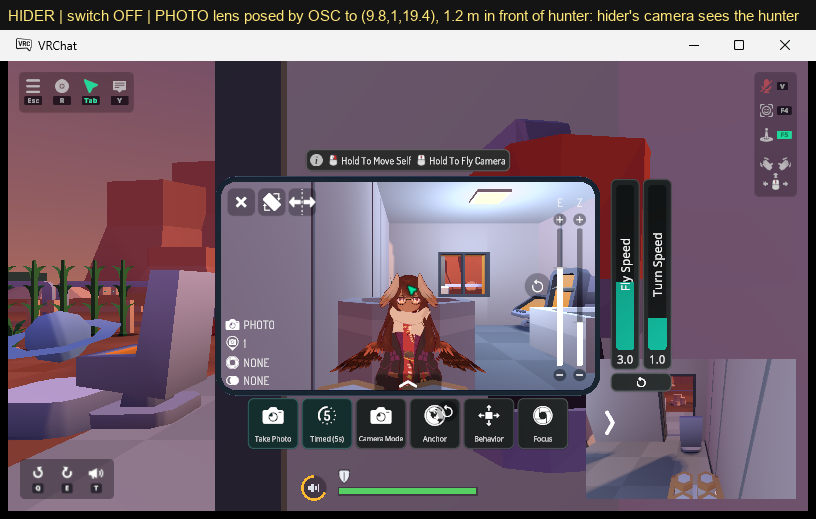 HIDER | switch OFF | PHOTO lens posed by OSC to (9.8,1,19.4), 1.2 m in front of hunter: hider's camera sees the hunter
VRC VRChat
Esc R Tab Y
V
F4
F5
i Hold To Move Self Hold To Fly Camera
E Z
PHOTO
1
NONE
NONE
Fly Speed Turn Speed
3.0 1.0
5
Take Photo Timed (5s) Camera Mode Anchor Behavior Focus
Q E T